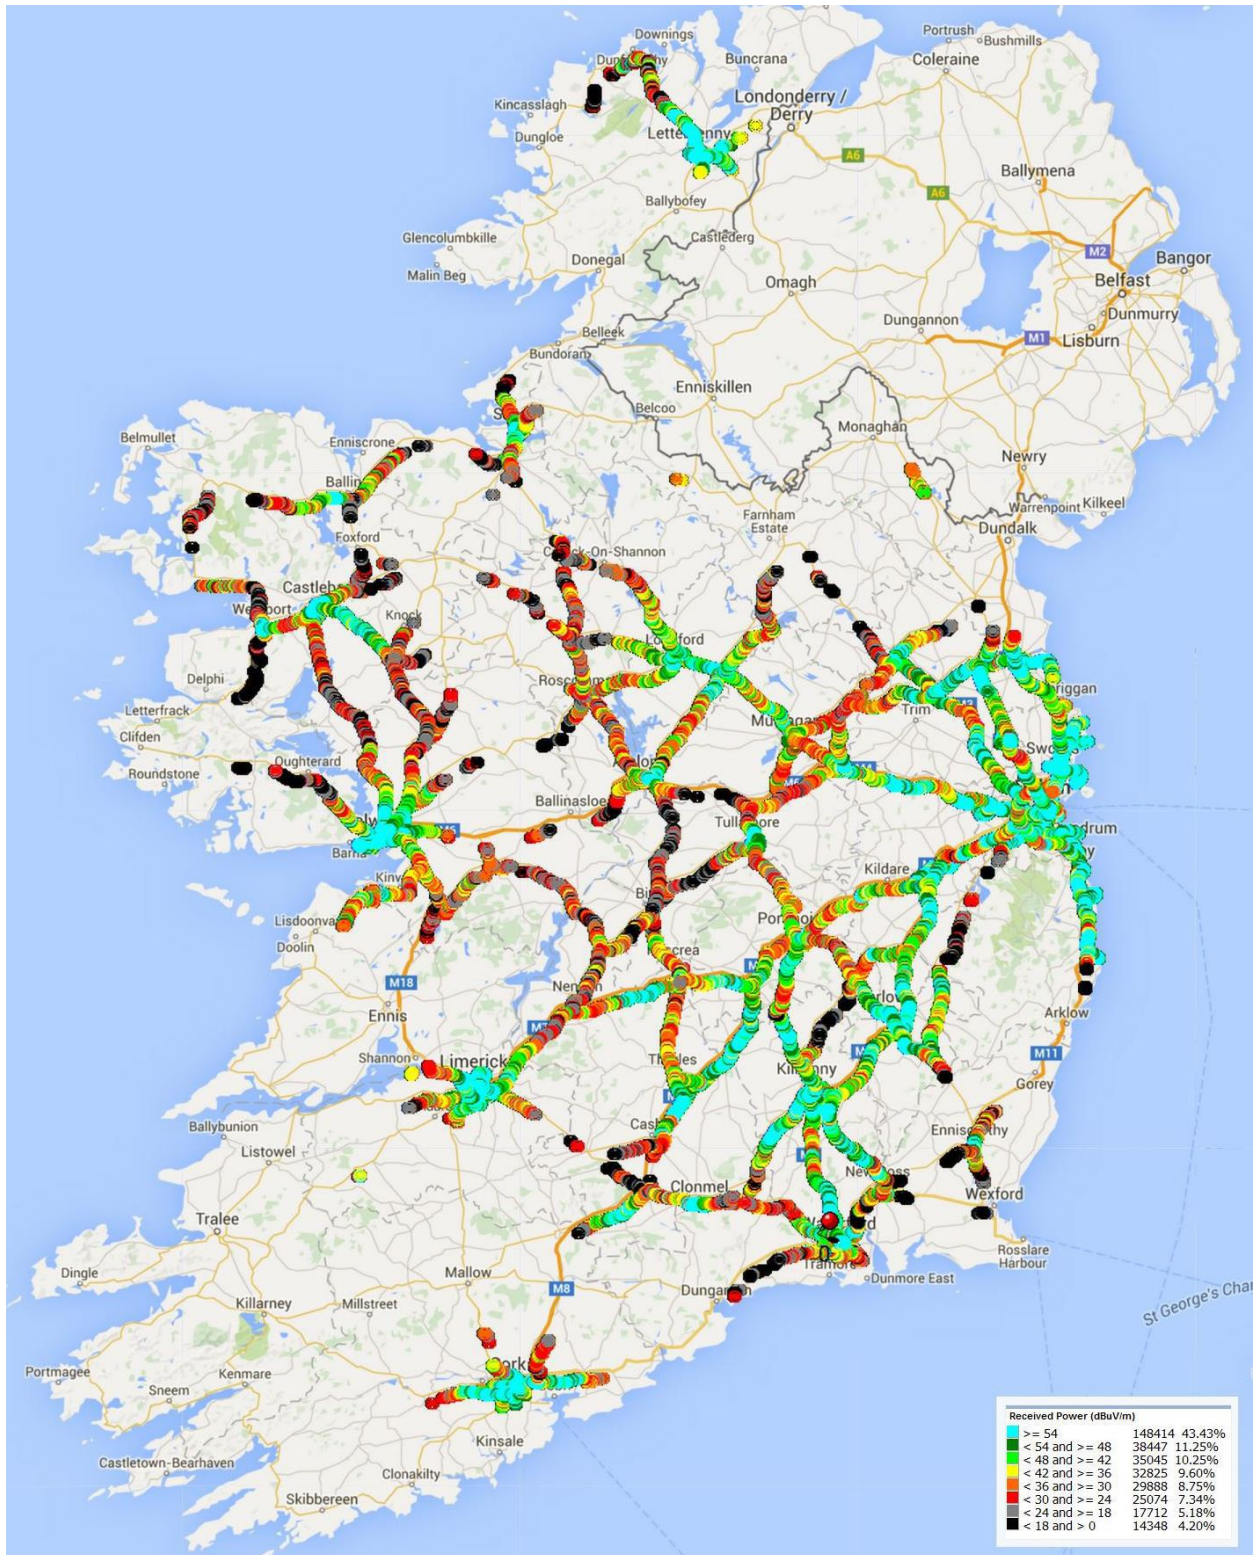 Downings
Portrush
Bushmills
Buncrana
Coleraine
Kincasslagh
Londonderry /
Derry
Dungloe
A6
Ballymena
A6
Ballybofey
Glencolumbkille
Castlederg
M2
Bangor
Malin Beg
Donegal
Omagh
Belfast
Dunmurry
Dungannon
Belleek
M1
Lisburn
Bundoran
Enniskillen
Belcoo
Monaghan
Belmullet
Enniscrone
Newry
Warrenpoint
Kilkeel
Farnham
Estate
Foxford
Dundalk
Knock
Delphi
Letterfrack
Trim
Clifden
Oughterard
Roundstone
Ballinasloe
Barna
Kildare
Lisdoonva
Doolin
M18
Ennis
Arklow
Shannon
Limerick
M11
Gorey
Ballybunion
Listowel
Clonmel
Wexford
Tralee
Rosslare
Harbour
Dingle
Mallow
Tramore
Dunmore East
Killarney
Millstreet
M8
St George's Cha
Portmagee
Kenmare
Sneem
Kinsale
Castletown-Bearhaven
Clonakilty
Skibbereen
Received Power (dBuV/m)
>= 54 148414 43.43%
< 54 and >= 48 38447 11.25%
< 48 and >= 42 35045 10.25%
< 42 and >= 36 32825 9.60%
< 36 and >= 30 29888 8.75%
< 30 and >= 24 25074 7.34%
< 24 and >= 18 17712 5.18%
< 18 and > 0 14348 4.20%